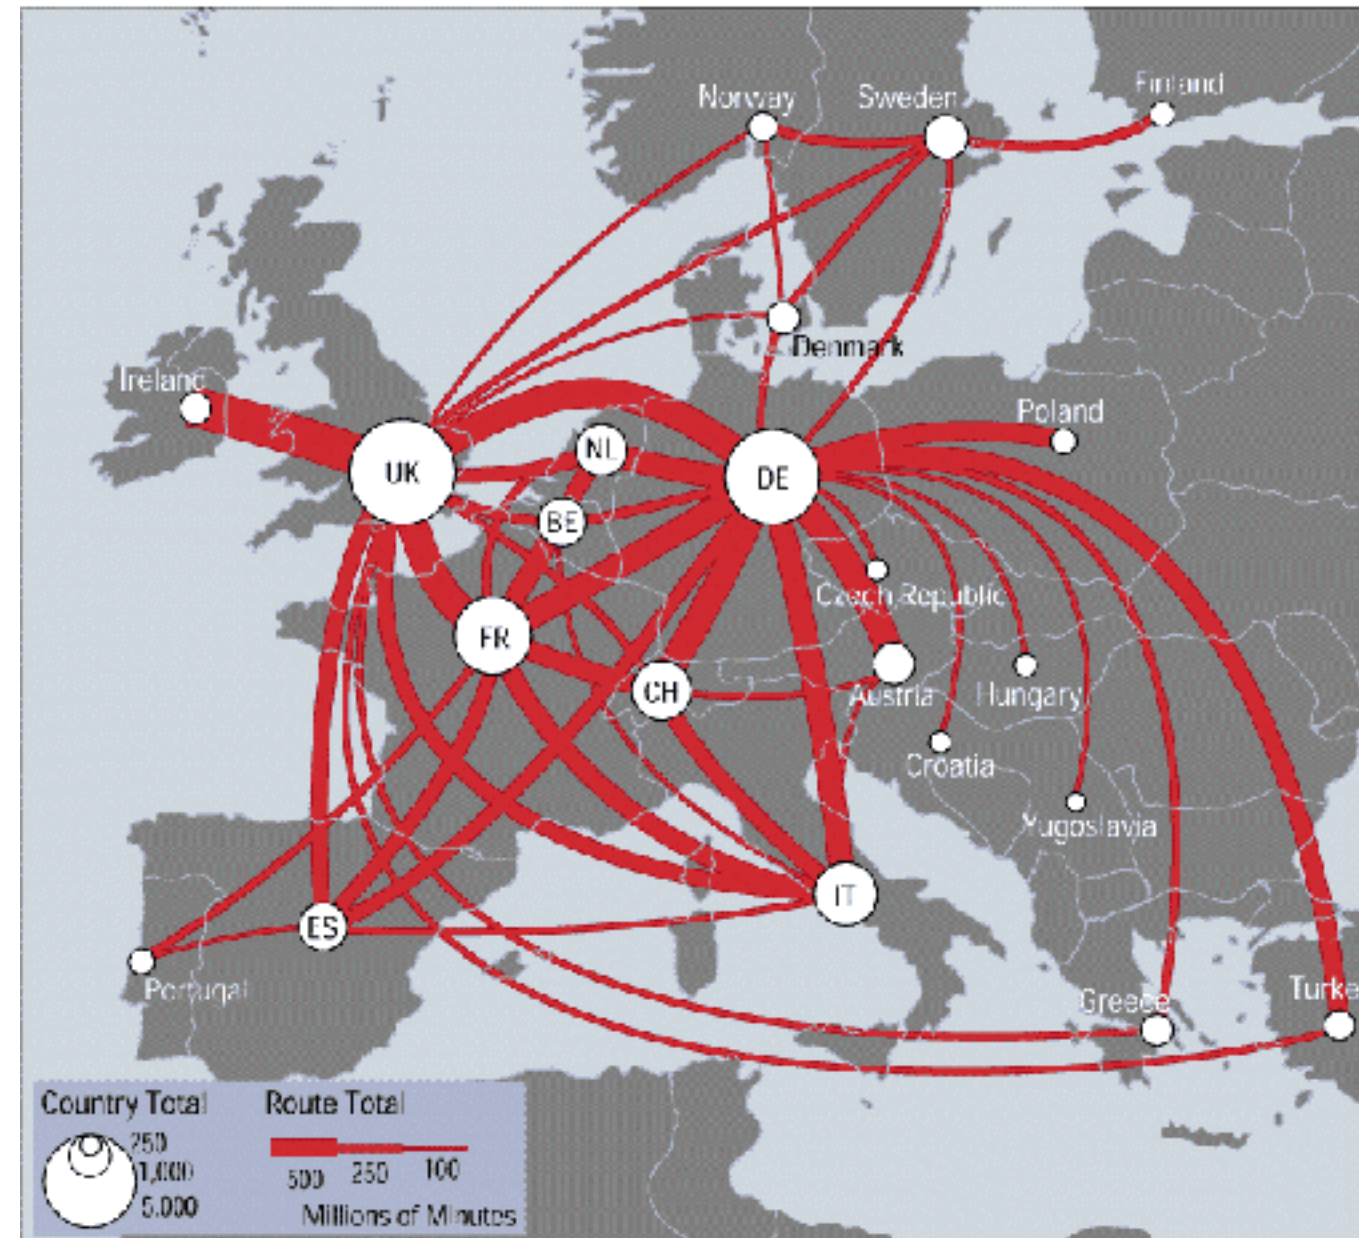 Norway
Sweden
Finland
Denmark
Ireland
Poland
UK
NL
DE
BE
Czech Republic
FR
CH
Austria
Hungary
Croatia
Yugoslavia
IT
ES
Portugal
Greece
Turke
Country Total
250
1,000
5.000
Route Total
500
250
100
Millions of Minutes